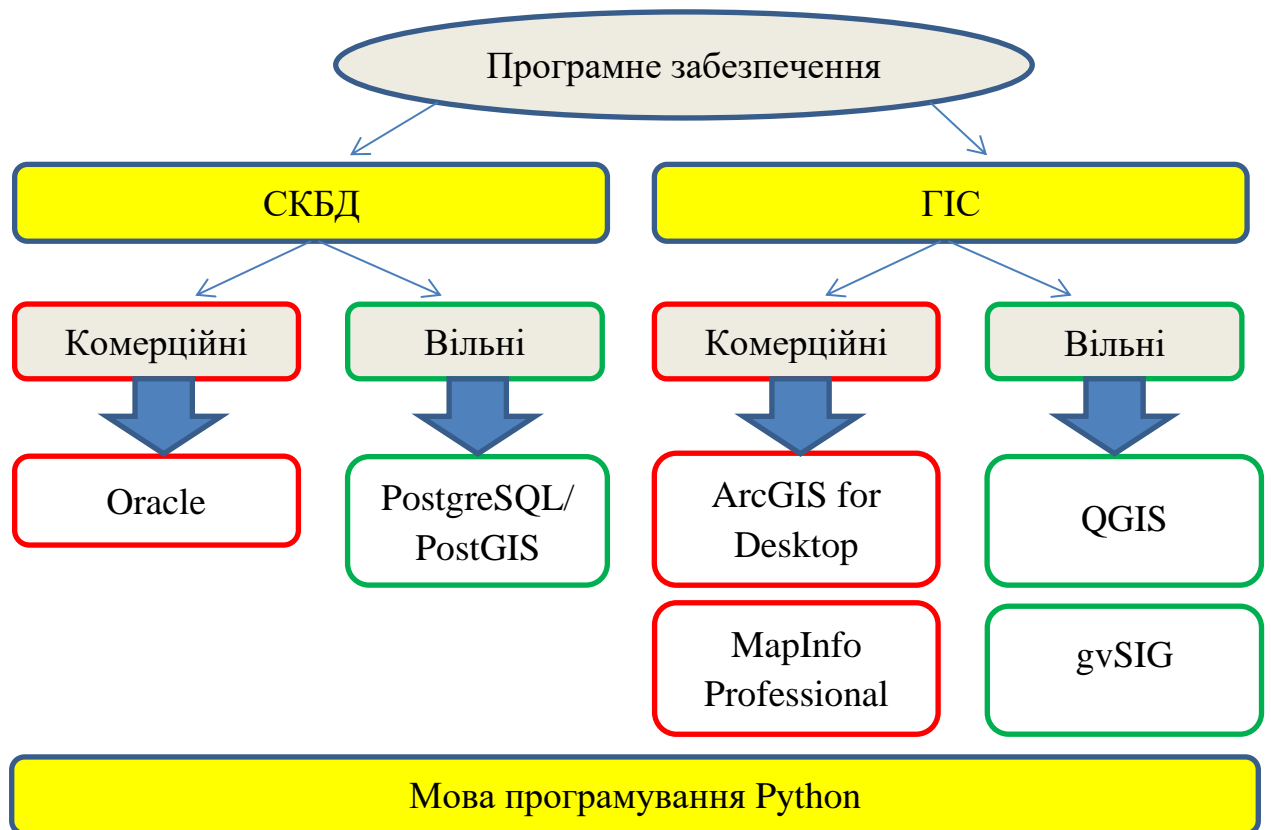 Програмне забезпечення
СКБД
ГІС
Комерційні
Вільні
Комерційні
Вільні
Oracle
PostgreSQL/
PostGIS
ArcGIS for
Desktop
QGIS
MapInfo
Professional
gvSIG
Мова програмування Python